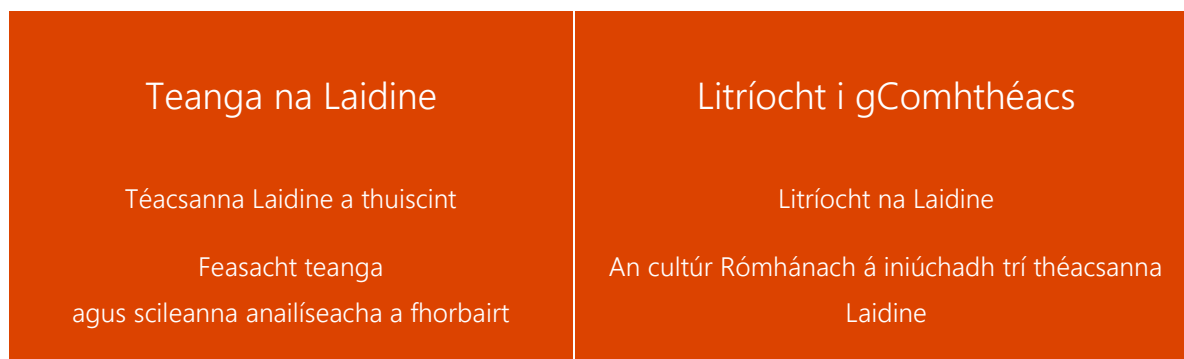 Teanga na Laidine
Téacsanna Laidine a thuiscint
Feasacht teanga
agus scileanna anailíseacha a fhorbairt
Litríocht i gComhthéacs
Litríocht na Laidine
An cultúr Rómhánach á iniúchadh trí théacsanna
Laidine